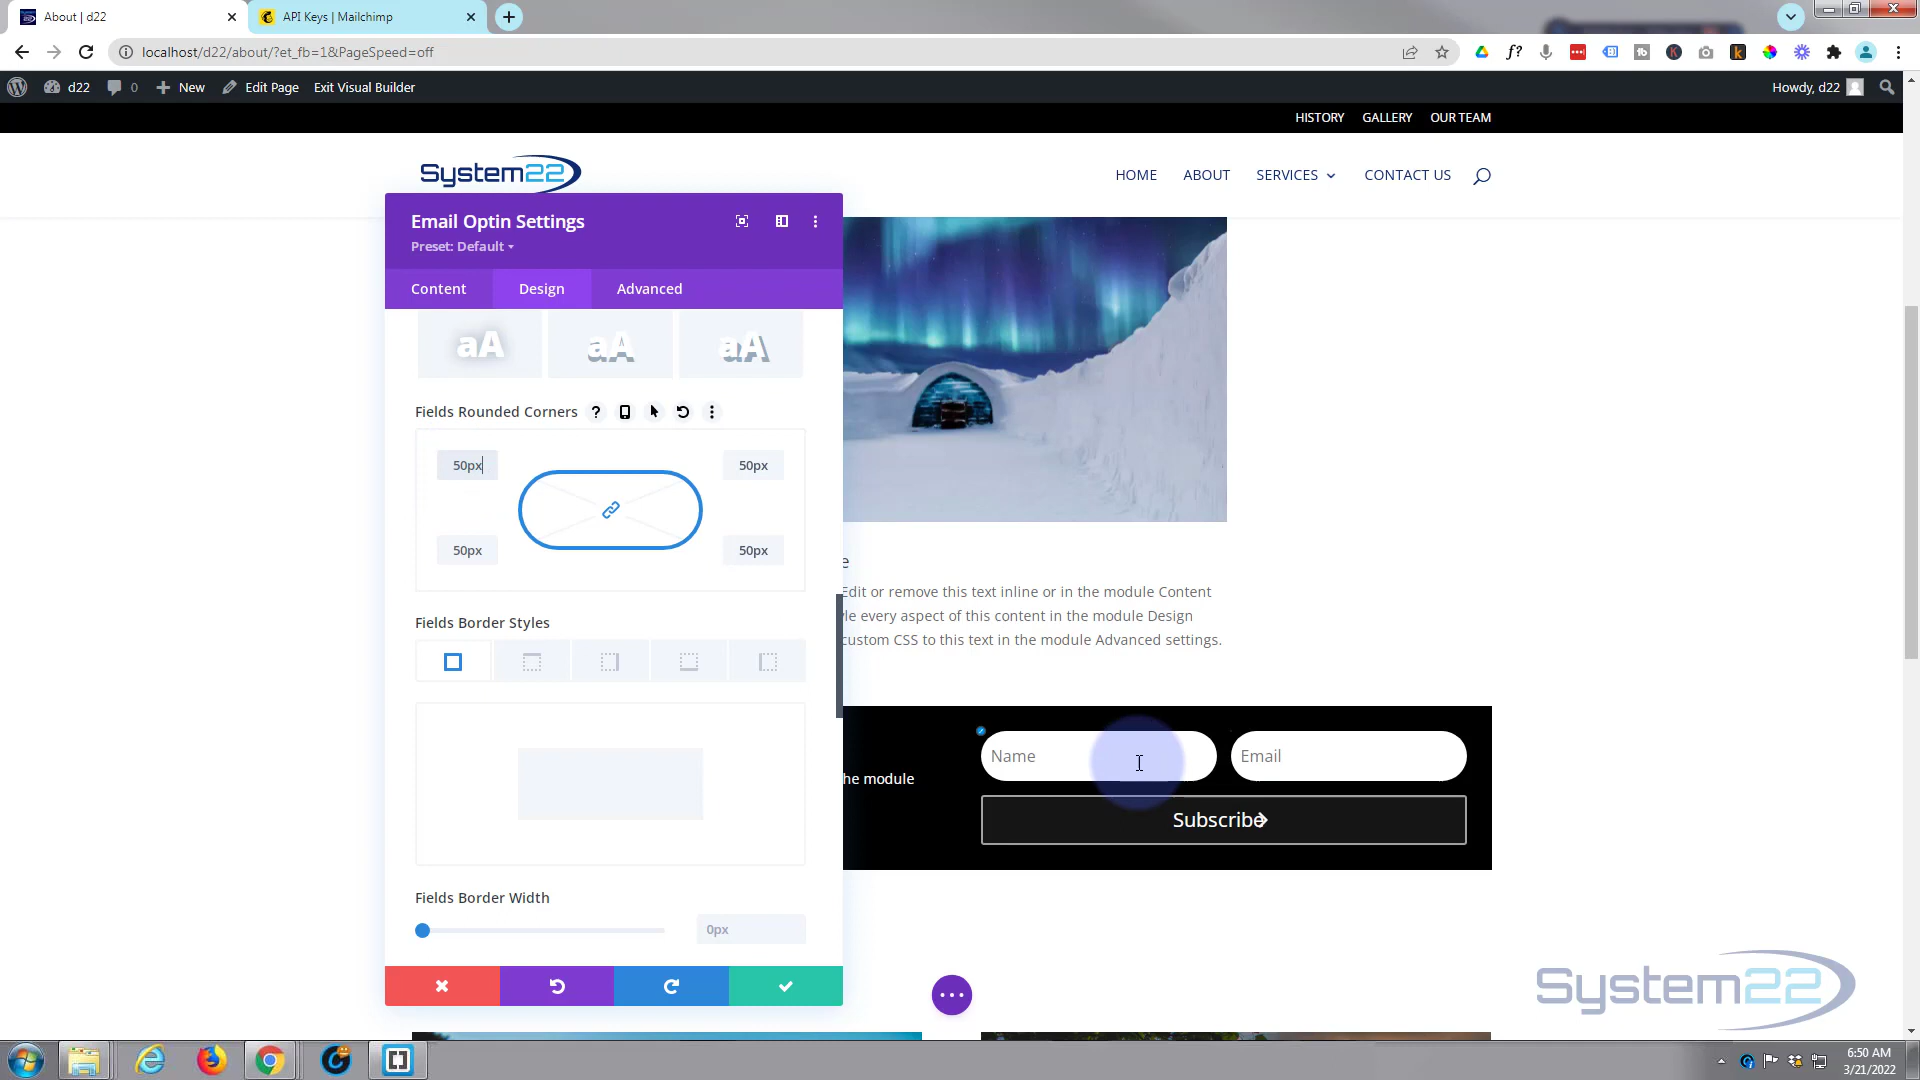 About | d22
API Keys | Mailchimp
localhost/d22/about/?et_fb=1&PageSpeed=off
d22
0
New
Edit Page
Exit Visual Builder
Howdy, d22
HISTORY
GALLERY
OUR TEAM
System22
HOME
ABOUT
SERVICES
CONTACT US
Email Optin Settings
Preset: Default
Content
Design
Advanced
aA
aA
aA
Fields Rounded Corners
50px
50px
50px
50px
Fields Border Styles
Fields Border Width
0px
e
Edit or remove this text inline or in the module Content
le every aspect of this content in the module Design
custom CSS to this text in the module Advanced settings.
he module
Name
Email
Subscribe
System22
6:50 AM
3/21/2022